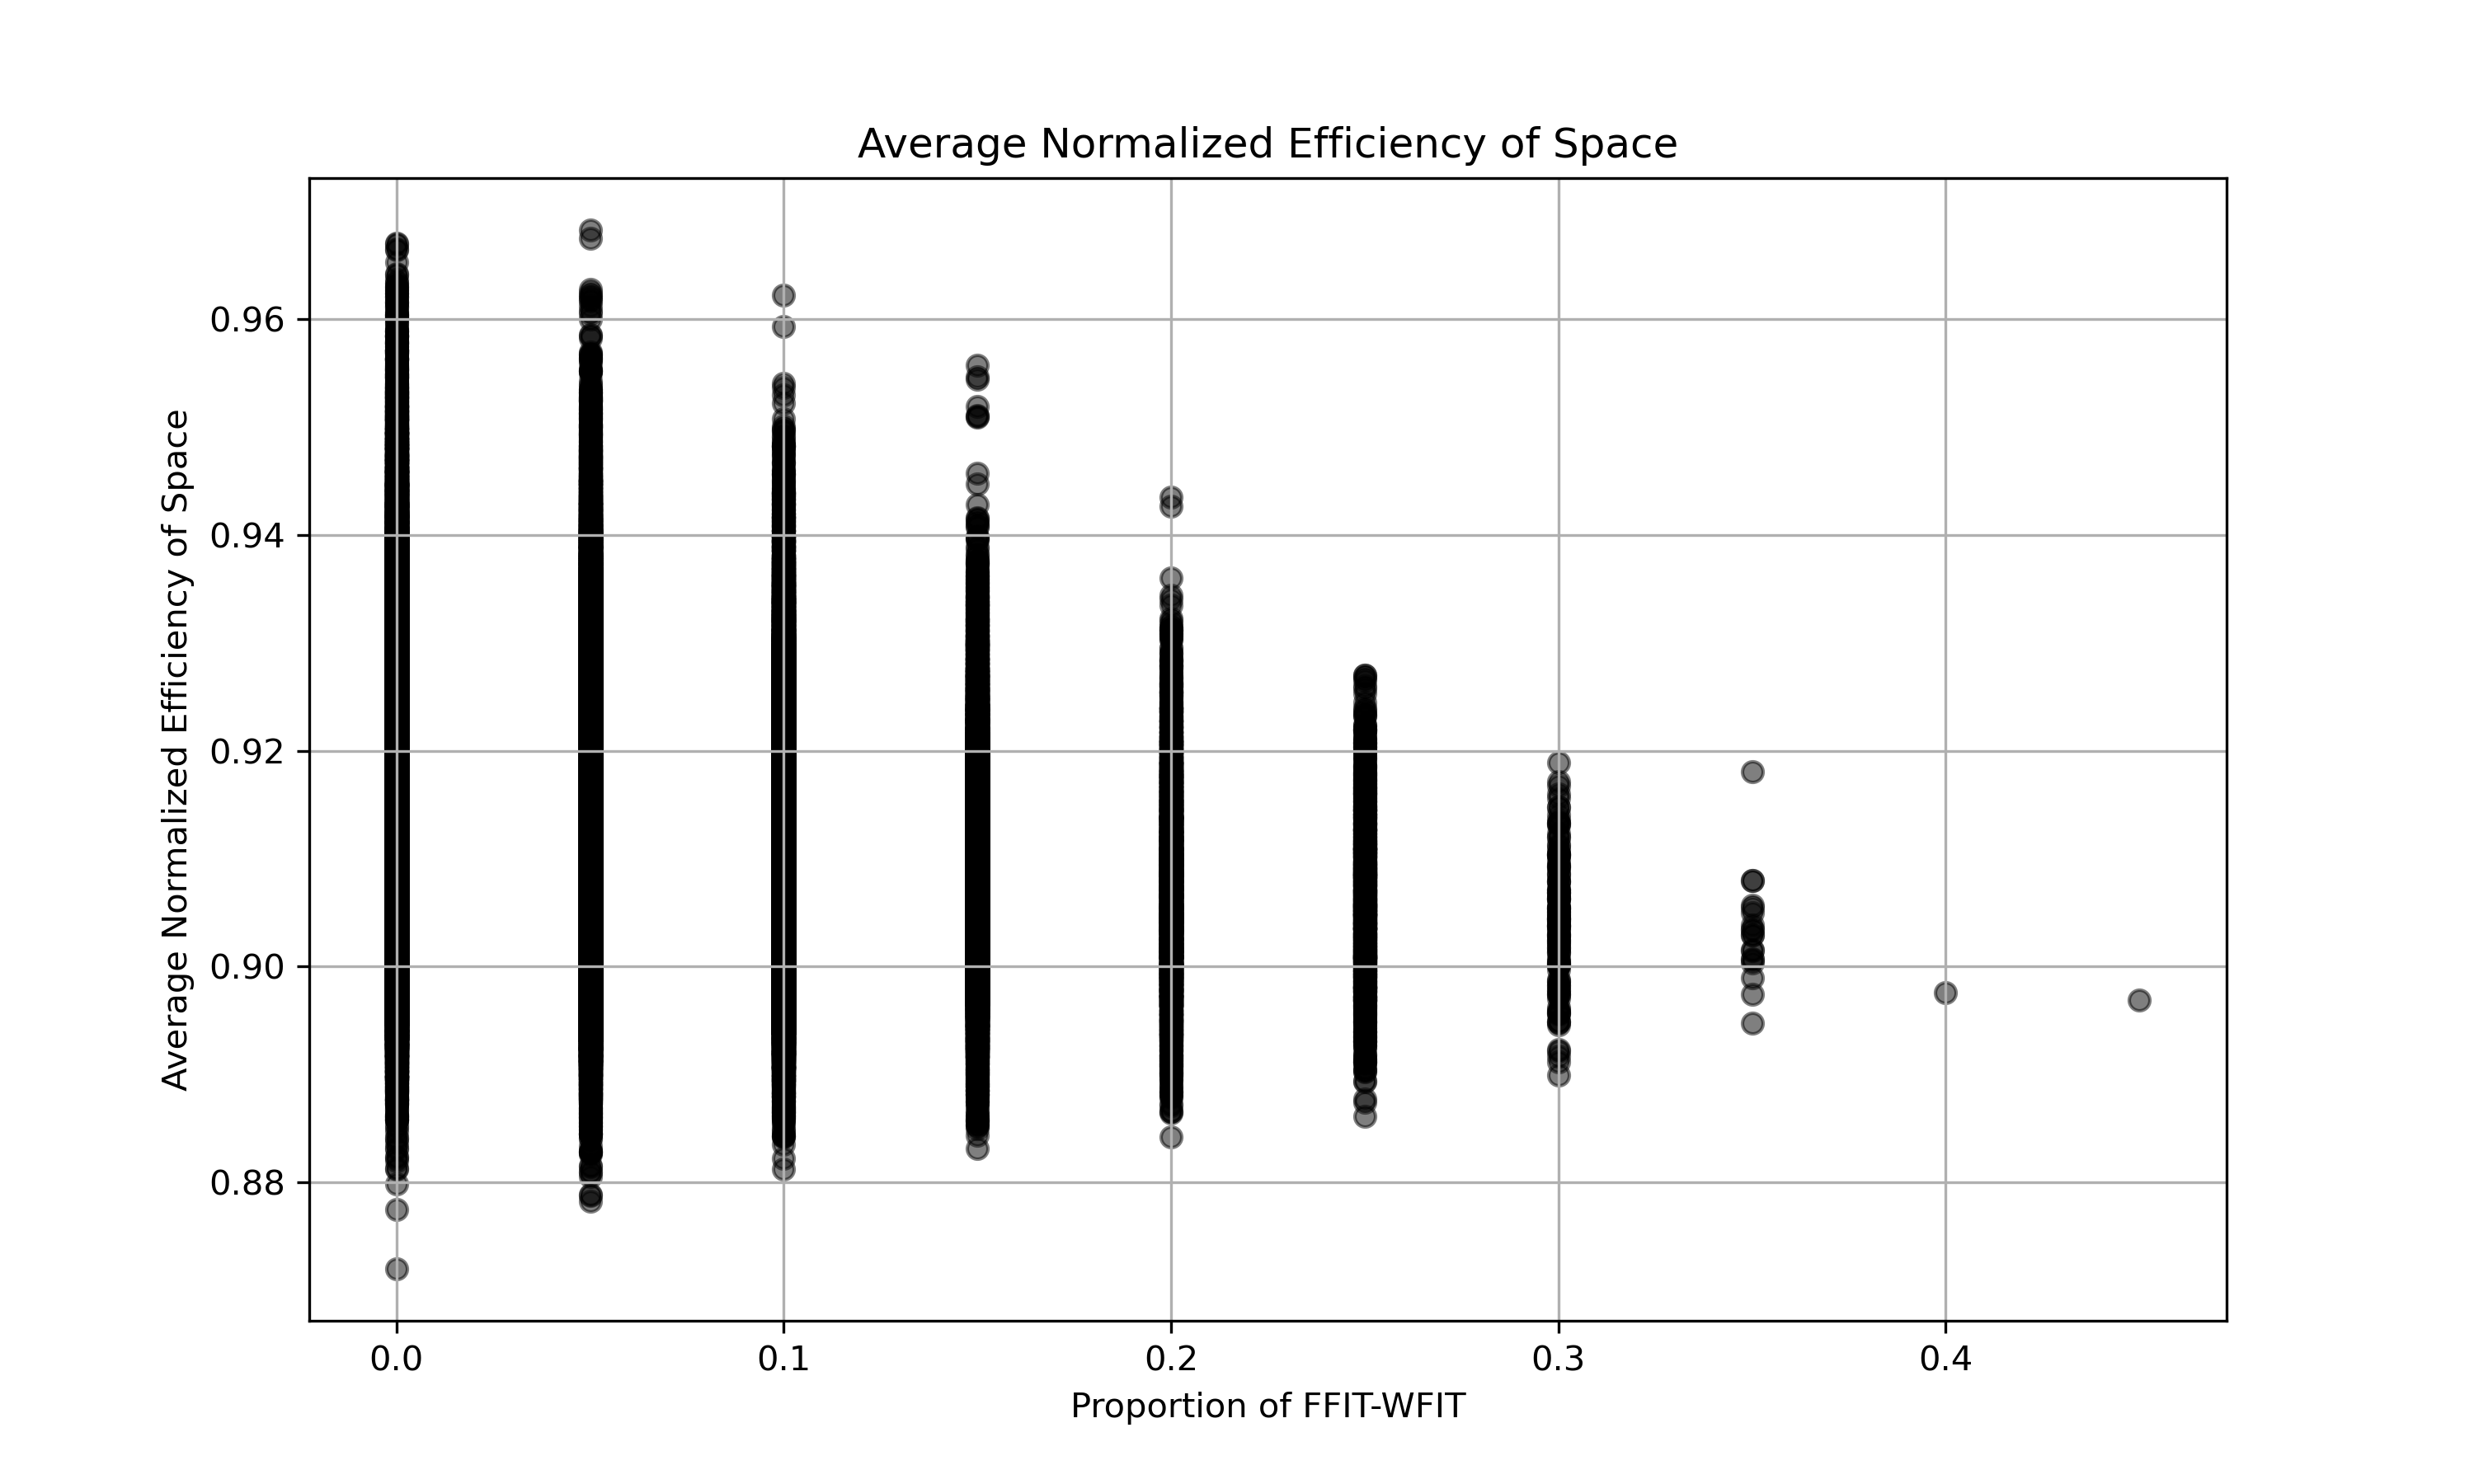 Average Normalized Efficiency of Space
Average Normalized Efficiency of Space
0.96
0.94
0.92
0.90
0.88
0.0 0.1 0.2 0.3 0.4
Proportion of FFIT-WFIT